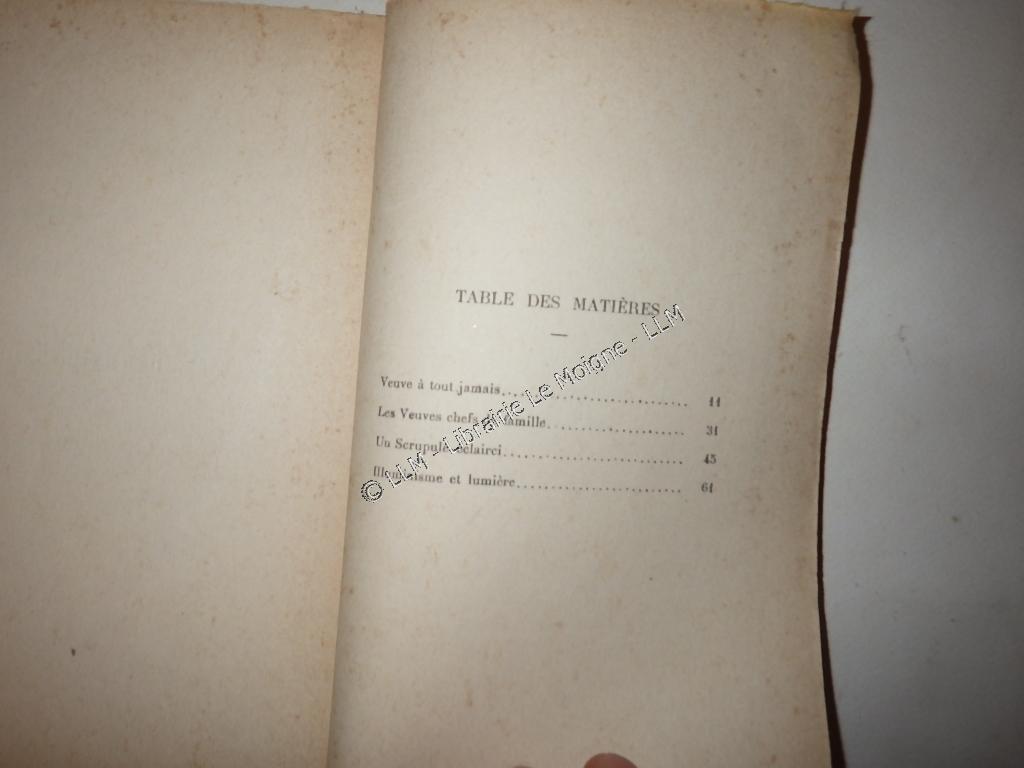 TABLE DES MATIÈRES
Veuve à tout jamais 11
Les Veuves chefs de famille 31
Un Scrupule éclairci 45
Illuminisme et lumière 61
© LLM - Librairie Le Moigne - LLM